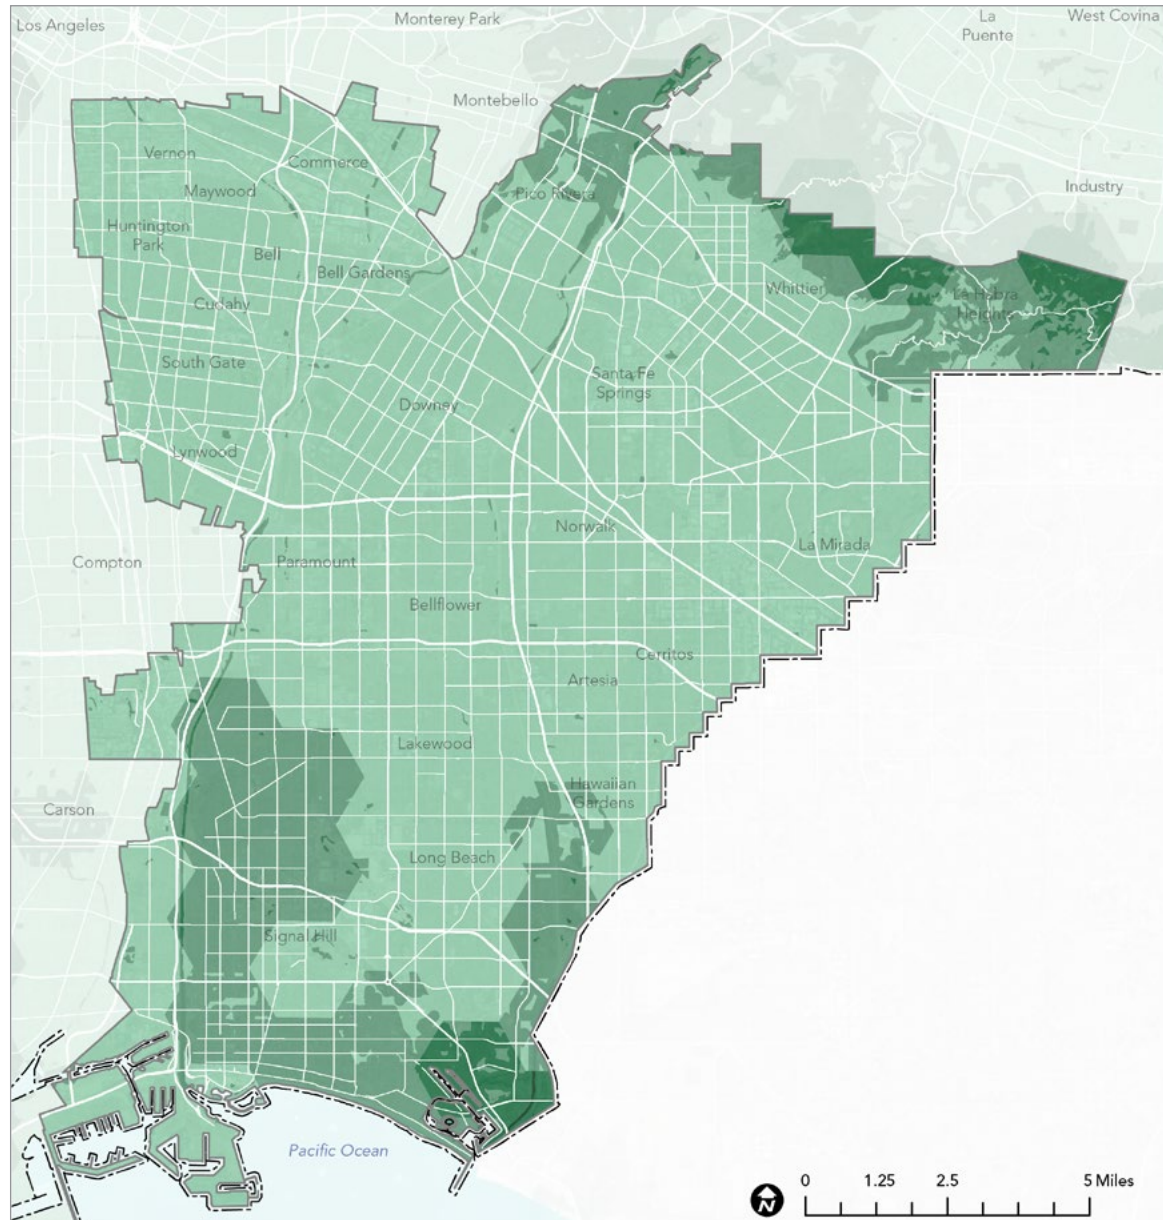 Los Angeles
Monterey Park
La
Puente
West Covina
Montebello
Vernon
Commerce
Maywood
Pico Rivera
Industry
Huntington
Park
Bell
Bell Gardens
Whittier
La Habra
Heights
Cudahy
South Gate
Santa Fe
Springs
Downey
Lynwood
Norwalk
La Mirada
Compton
Paramount
Bellflower
Cerritos
Artesia
Lakewood
Hawaiian
Gardens
Carson
Long Beach
Signal Hill
Pacific Ocean
N
0 1.25 2.5 5 Miles